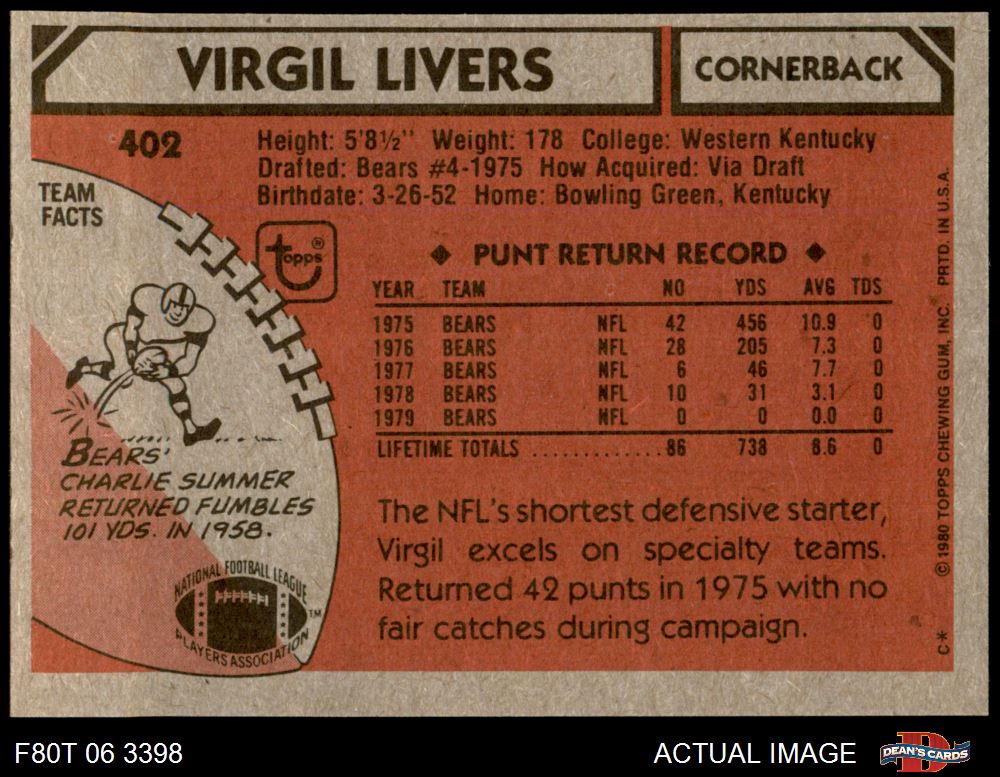 VIRGIL LIVERS
CORNERBACK
402
Height: 5'8½" Weight: 178 College: Western Kentucky
Drafted: Bears #4-1975 How Acquired: Via Draft
Birthdate: 3-26-52 Home: Bowling Green, Kentucky
TEAM
FACTS
topps®
◆ PUNT RETURN RECORD ◆
YEAR TEAM NO YDS AVG TDS
1975 BEARS NFL 42 456 10.9 0
1976 BEARS NFL 28 205 7.3 0
1977 BEARS NFL 6 46 7.7 0
1978 BEARS NFL 10 31 3.1 0
1979 BEARS NFL 0 0 0.0 0
LIFETIME TOTALS ............. 86 738 8.6 0
BEARS'
CHARLIE SUMMER
RETURNED FUMBLES
101 YDS. IN 1958.
NATIONAL FOOTBALL LEAGUE
PLAYERS ASSOCIATION
TM
The NFL's shortest defensive starter,
Virgil excels on specialty teams.
Returned 42 punts in 1975 with no
fair catches during campaign.
© 1980 TOPPS CHEWING GUM, INC. PRTD. IN U.S.A.
C*
F80T 06 3398
ACTUAL IMAGE
DEAN'S CARDS